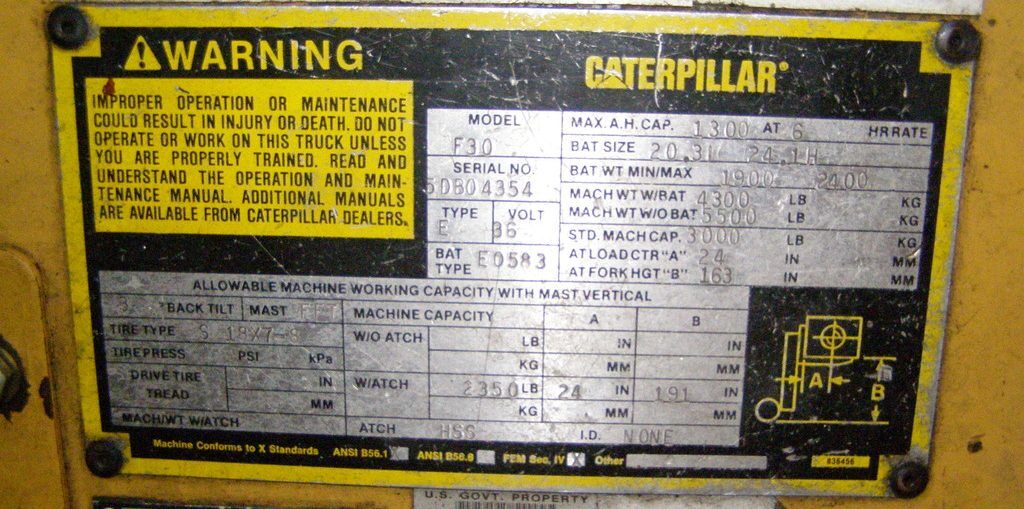 WARNING
CATERPILLAR
IMPROPER OPERATION OR MAINTENANCE
COULD RESULT IN INJURY OR DEATH. DO NOT
OPERATE OR WORK ON THIS TRUCK UNLESS
YOU ARE PROPERLY TRAINED. READ AND
UNDERSTAND THE OPERATION AND MAIN-
TENANCE MANUAL. ADDITIONAL MANUALS
ARE AVAILABLE FROM CATERPILLAR DEALERS.
MODEL
F30
SERIAL NO.
5DB04354
TYPE VOLT
E 36
BAT TYPE E0583
MAX. A.H. CAP. 1300 AT 6 HR RATE
BAT SIZE 20.3L 24.1H
BAT WT MIN/MAX 1900 2400
MACH WT W/BAT 4300 LB KG
MACH WT W/O BAT 5500 LB KG
STD. MACH CAP. 3000 LB KG
AT LOAD CTR "A" 24 IN MM
AT FORK HGT "B" 163 IN MM
ALLOWABLE MACHINE WORKING CAPACITY WITH MAST VERTICAL
3 BACK TILT MAST MACHINE CAPACITY A B
TIRE TYPE S 18X7-8 W/O ATCH LB IN IN
TIRE PRESS PSI kPa KG MM MM
DRIVE TIRE TREAD IN W/ATCH 2350 LB 24 IN 191 IN
MM KG MM MM
MACH/WT W/ATCH ATCH HSS I.D. NONE
A
B
Machine Conforms to X Standards ANSI B56.1 ANSI B56.8 FEM Sec. IV X Other
836456
U.S. GOVT. PROPERTY